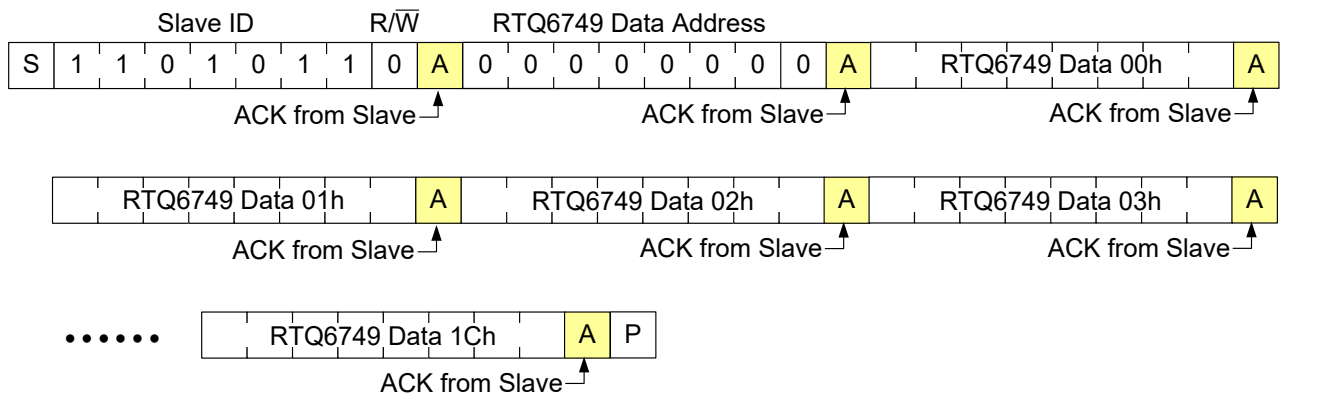 Slave ID R/W̅ RTQ6749 Data Address
S 1 1 0 1 0 1 1 0 A 0 0 0 0 0 0 0 0 A RTQ6749 Data 00h A
ACK from Slave ACK from Slave ACK from Slave
RTQ6749 Data 01h A RTQ6749 Data 02h A RTQ6749 Data 03h A
ACK from Slave ACK from Slave ACK from Slave
•••••• RTQ6749 Data 1Ch A P
ACK from Slave